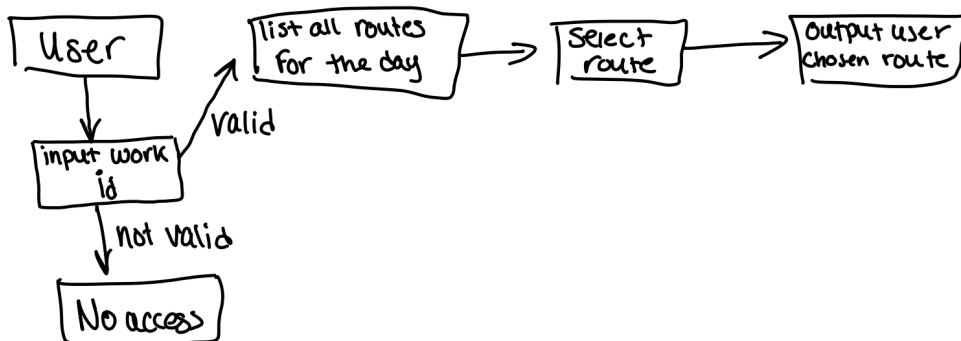 User
list all routes
for the day
select
route
output user
chosen route
valid
input work
id
not valid
No access